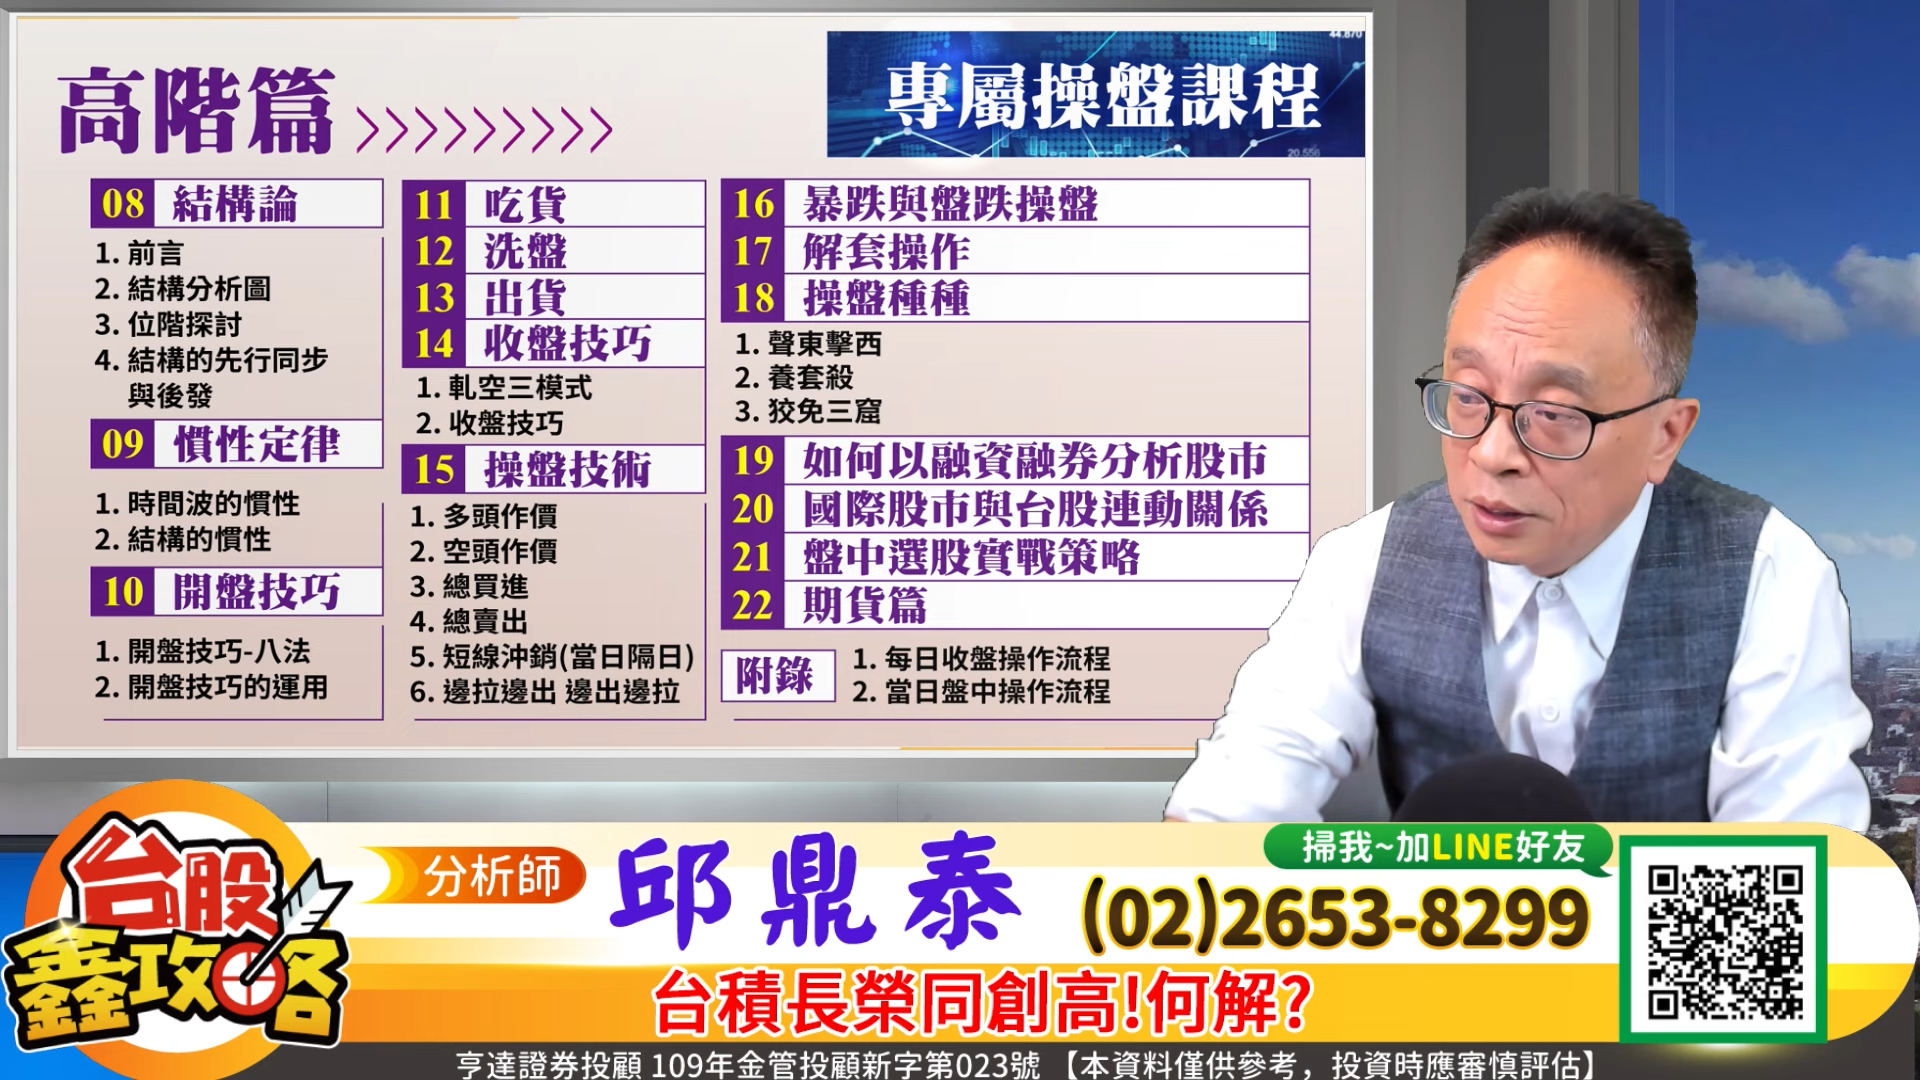 高階篇
專屬操盤課程
44.870
20.556
08 結構論
1. 前言
2. 結構分析圖
3. 位階探討
4. 結構的先行同步
與後發
09 慣性定律
1. 時間波的慣性
2. 結構的慣性
10 開盤技巧
1. 開盤技巧-八法
2. 開盤技巧的運用
11 吃貨
12 洗盤
13 出貨
14 收盤技巧
1. 軋空三模式
2. 收盤技巧
15 操盤技術
1. 多頭作價
2. 空頭作價
3. 總買進
4. 總賣出
5. 短線沖銷(當日隔日)
6. 邊拉邊出 邊出邊拉
16 暴跌與盤跌操盤
17 解套操作
18 操盤種種
1. 聲東擊西
2. 養套殺
3. 狡免三窟
19 如何以融資融券分析股市
20 國際股市與台股連動關係
21 盤中選股實戰策略
22 期貨篇
附錄
1. 每日收盤操作流程
2. 當日盤中操作流程
台股
鑫攻略
分析師
邱鼎泰
掃我~加LINE好友
(02)2653-8299
台積長榮同創高!何解?
亨達證券投顧 109年金管投顧新字第023號 【本資料僅供參考，投資時應審慎評估】